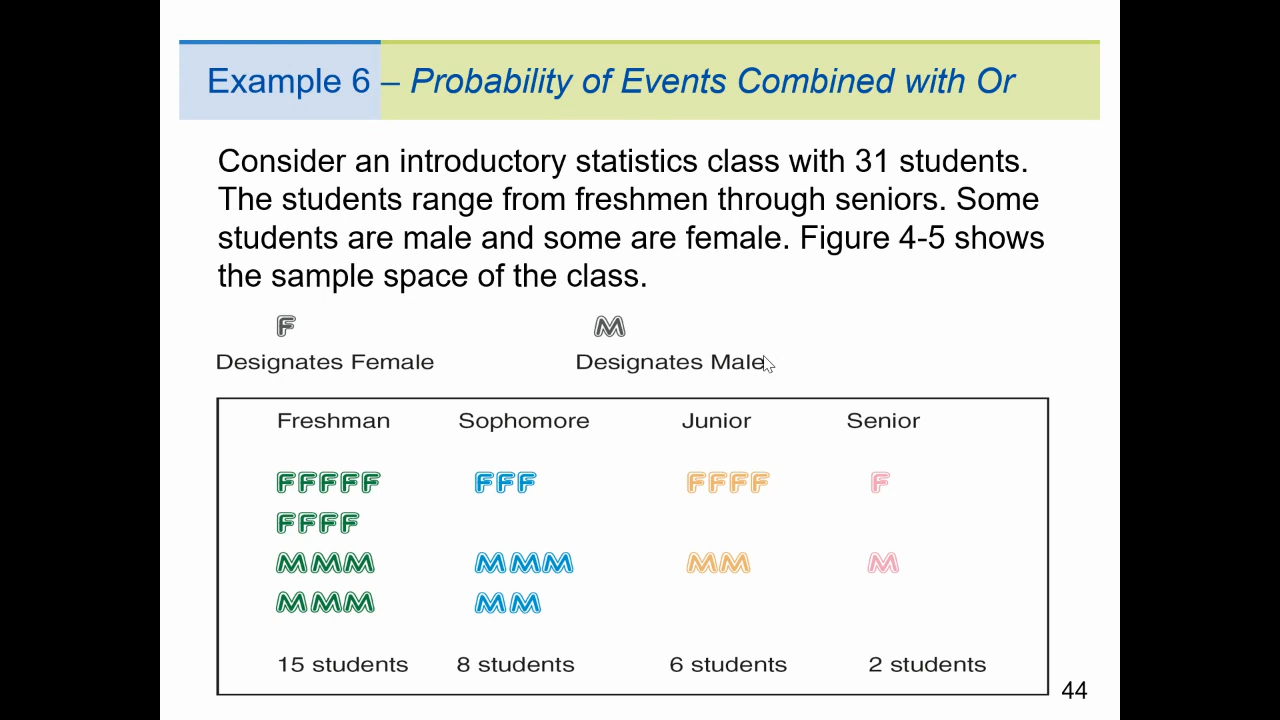 Example 6 – Probability of Events Combined with Or
Consider an introductory statistics class with 31 students.
The students range from freshmen through seniors. Some
students are male and some are female. Figure 4-5 shows
the sample space of the class.
F M
Designates Female Designates Male
Freshman Sophomore Junior Senior
FFFFF FFF FFFF F
FFFF
MMM MMM MM M
MMM MM
15 students 8 students 6 students 2 students
44